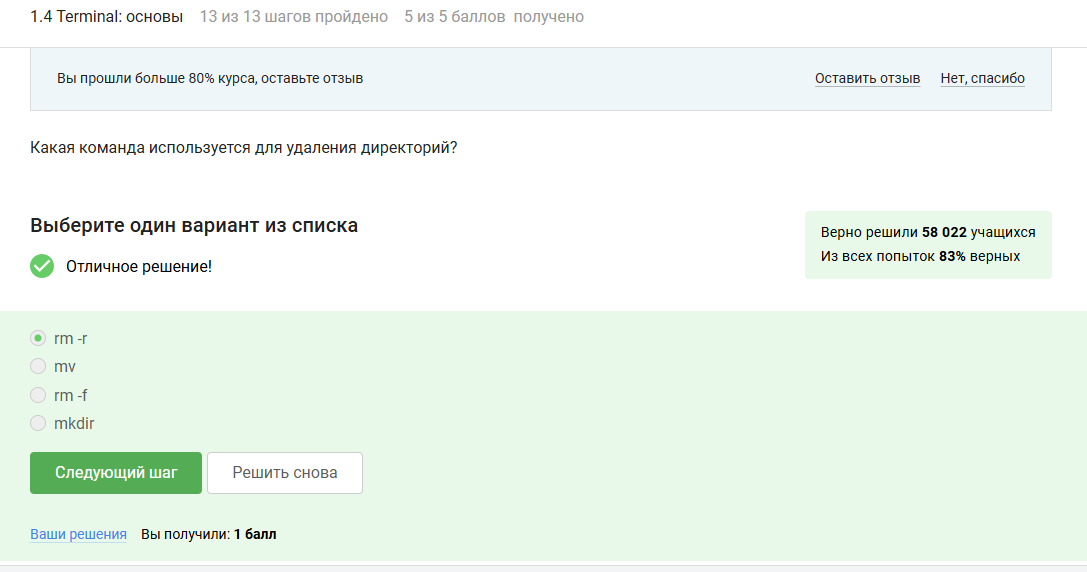 1.4 Terminal: основы 13 из 13 шагов пройдено 5 из 5 баллов получено
Вы прошли больше 80% курса, оставьте отзыв Оставить отзыв Нет, спасибо
Какая команда используется для удаления директорий?
Выберите один вариант из списка
Отличное решение!
Верно решили 58 022 учащихся
Из всех попыток 83% верных
rm -r
mv
rm -f
mkdir
Следующий шаг Решить снова
Ваши решения Вы получили: 1 балл